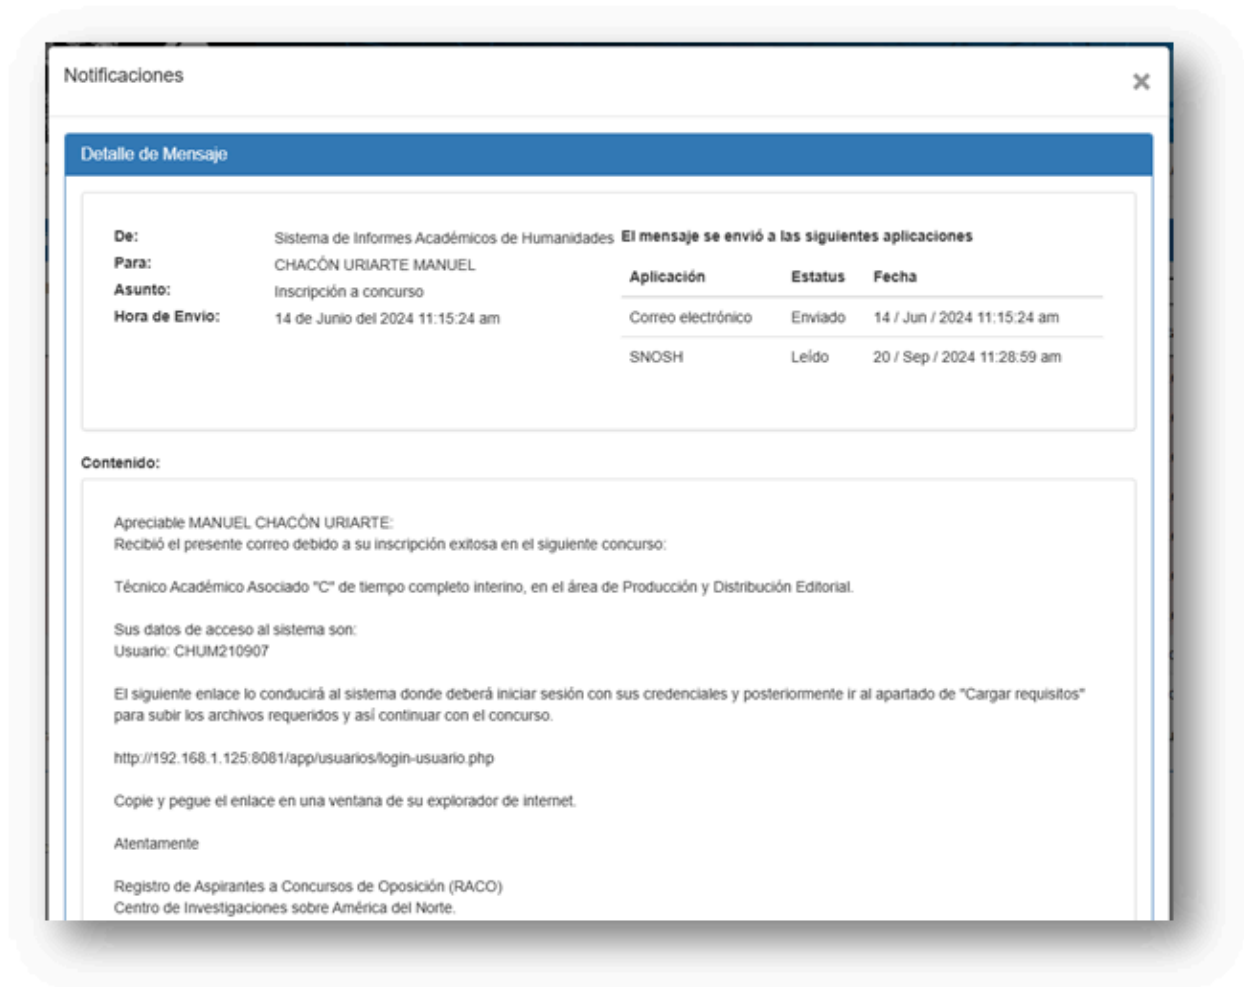 Notificaciones
×
Detalle de Mensaje
De: Sistema de Informes Académicos de Humanidades
Para: CHACÓN URIARTE MANUEL
Asunto: Inscripción a concurso
Hora de Envio: 14 de Junio del 2024 11:15:24 am
El mensaje se envió a las siguientes aplicaciones
Aplicación Estatus Fecha
Correo electrónico Enviado 14 / Jun / 2024 11:15:24 am
SNOSH Leído 20 / Sep / 2024 11:28:59 am
Contenido:
Apreciable MANUEL CHACÓN URIARTE:
Recibió el presente correo debido a su inscripción exitosa en el siguiente concurso:
Técnico Académico Asociado "C" de tiempo completo interino, en el área de Producción y Distribución Editorial.
Sus datos de acceso al sistema son:
Usuario: CHUM210907
El siguiente enlace lo conducirá al sistema donde deberá iniciar sesión con sus credenciales y posteriormente ir al apartado de "Cargar requisitos"
para subir los archivos requeridos y así continuar con el concurso.
http://192.168.1.125:8081/app/usuarios/login-usuario.php
Copie y pegue el enlace en una ventana de su explorador de internet.
Atentamente
Registro de Aspirantes a Concursos de Oposición (RACO)
Centro de Investigaciones sobre América del Norte.